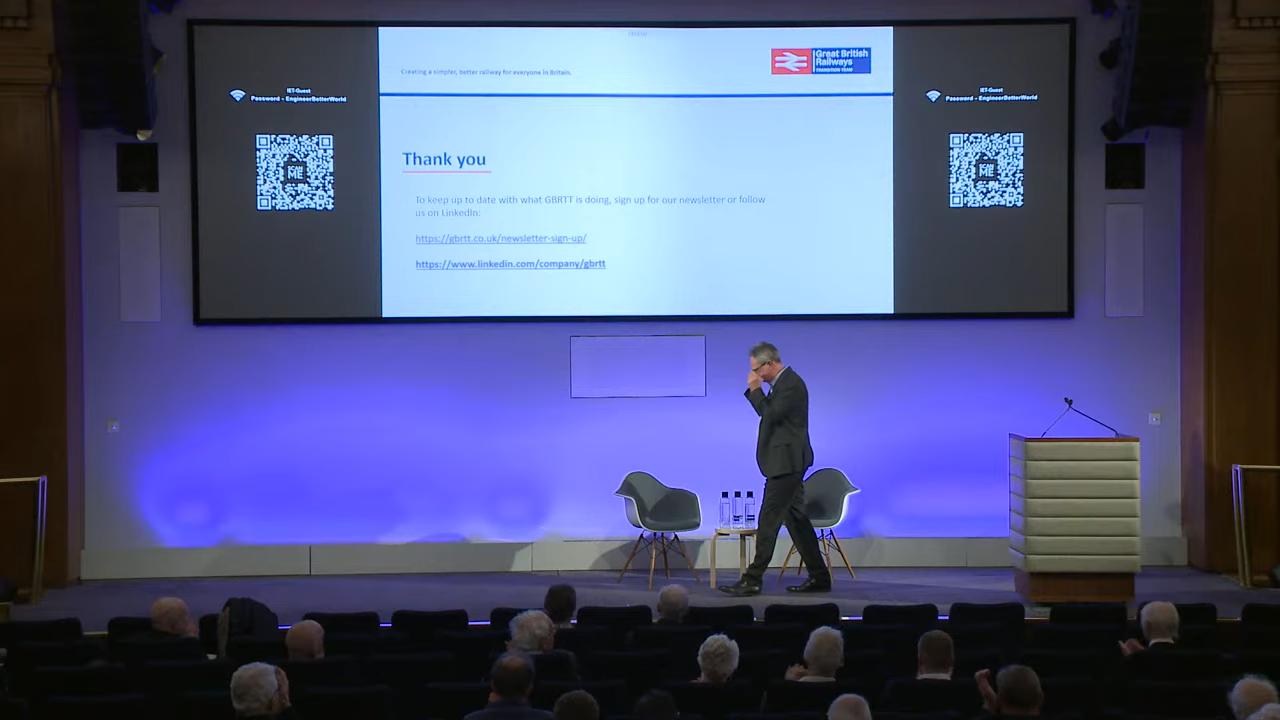 IET-Guest
Password - EngineerBetterWorld
Creating a simpler, better railway for everyone in Britain.
Great British
Railways
TRANSITION TEAM
IET-Guest
Password - EngineerBetterWorld
ME
ME
Thank you
To keep up to date with what GBRTT is doing, sign up for our newsletter or follow
us on LinkedIn:
https://gbrtt.co.uk/newsletter-sign-up/
https://www.linkedin.com/company/gbrtt